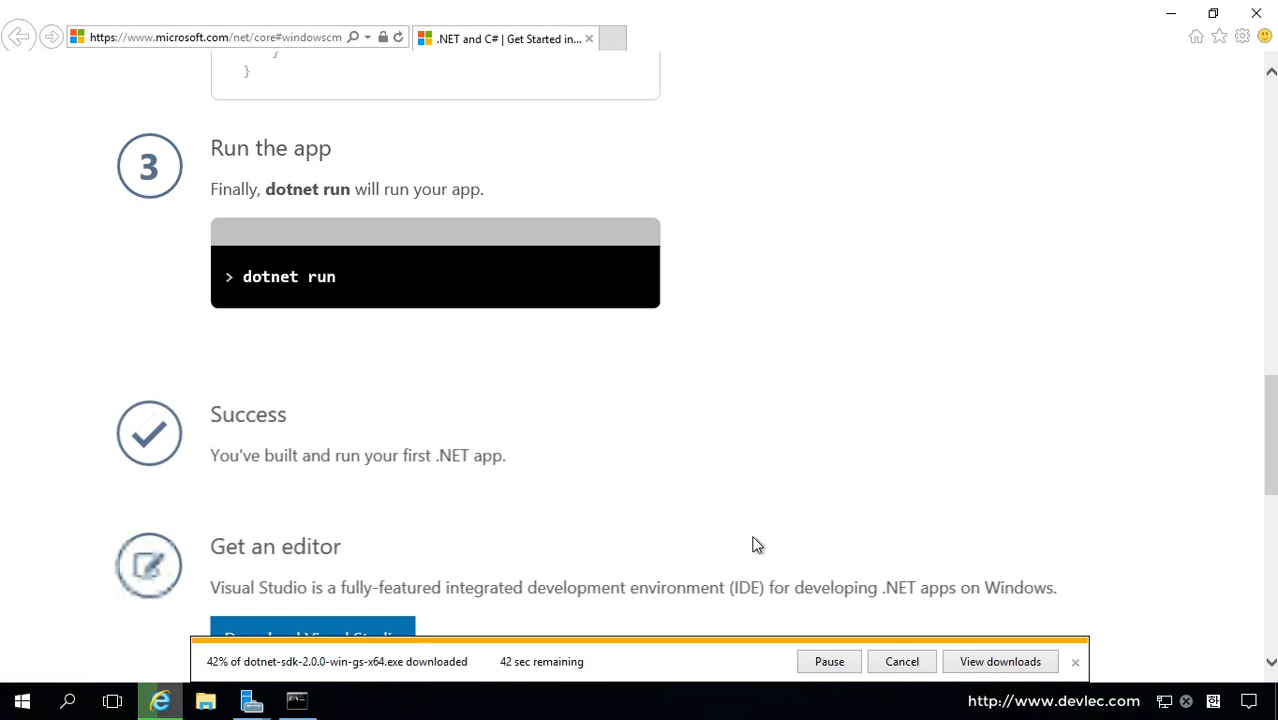 https://www.microsoft.com/net/core#windowscm
.NET and C# | Get Started in...
}
}
3
Run the app
Finally, dotnet run will run your app.
> dotnet run
Success
You've built and run your first .NET app.
Get an editor
Visual Studio is a fully-featured integrated development environment (IDE) for developing .NET apps on Windows.
Download Visual Studio
42% of dotnet-sdk-2.0.0-win-gs-x64.exe downloaded
42 sec remaining
Pause
Cancel
View downloads
http://www.devlec.com